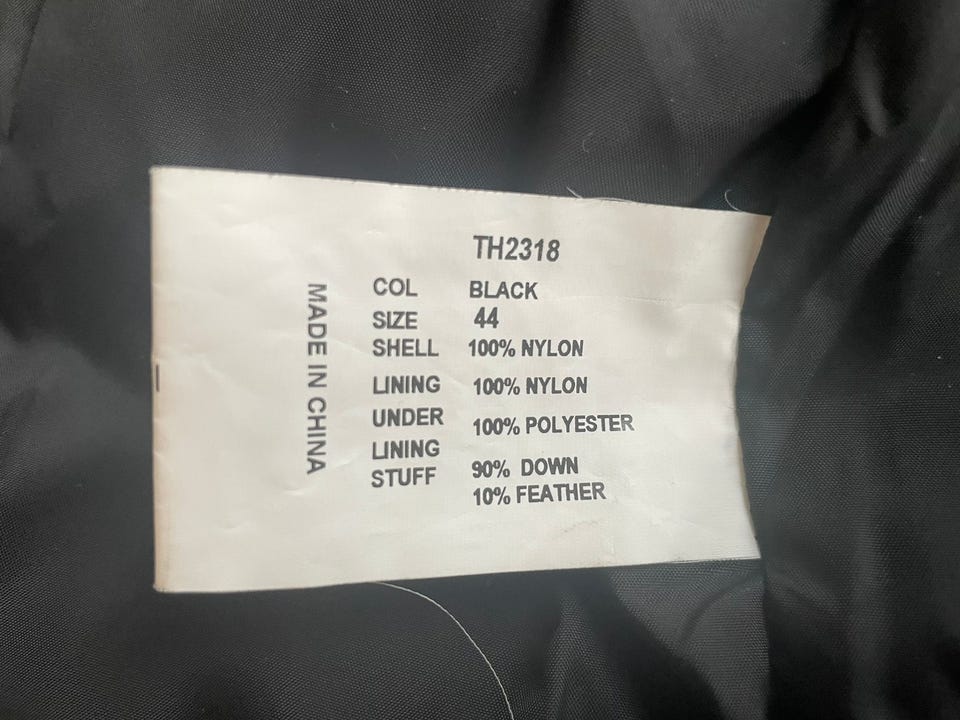 TH2318
COL BLACK
SIZE 44
SHELL 100% NYLON
LINING 100% NYLON
UNDER 100% POLYESTER
LINING
STUFF 90% DOWN
10% FEATHER
MADE IN CHINA